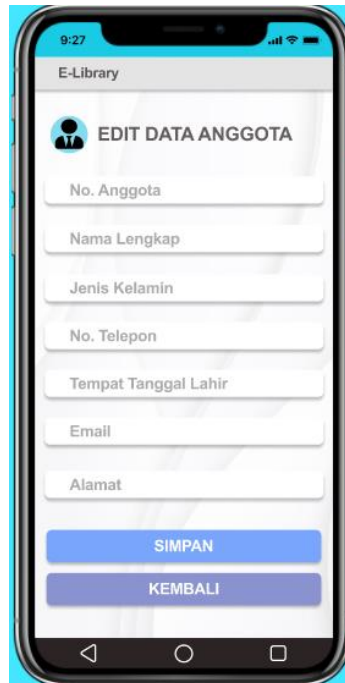 9:27
E-Library
EDIT DATA ANGGOTA
No. Anggota
Nama Lengkap
Jenis Kelamin
No. Telepon
Tempat Tanggal Lahir
Email
Alamat
SIMPAN
KEMBALI